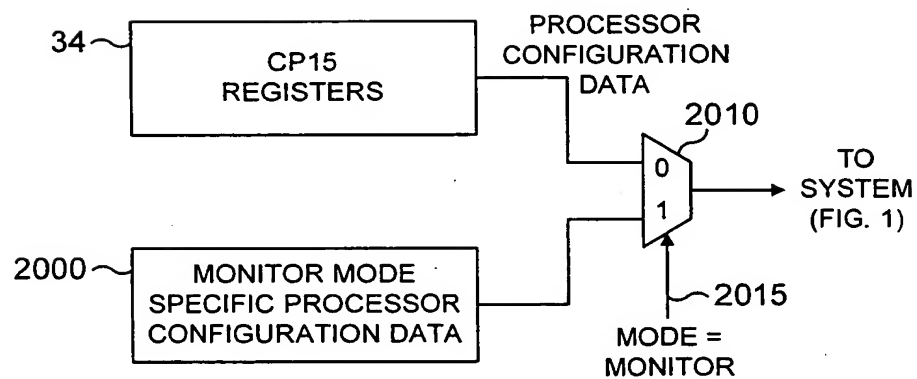 34
CP15
REGISTERS
PROCESSOR
CONFIGURATION
DATA
2010
0
1
TO
SYSTEM
(FIG. 1)
2000
MONITOR MODE
SPECIFIC PROCESSOR
CONFIGURATION DATA
2015
MODE =
MONITOR